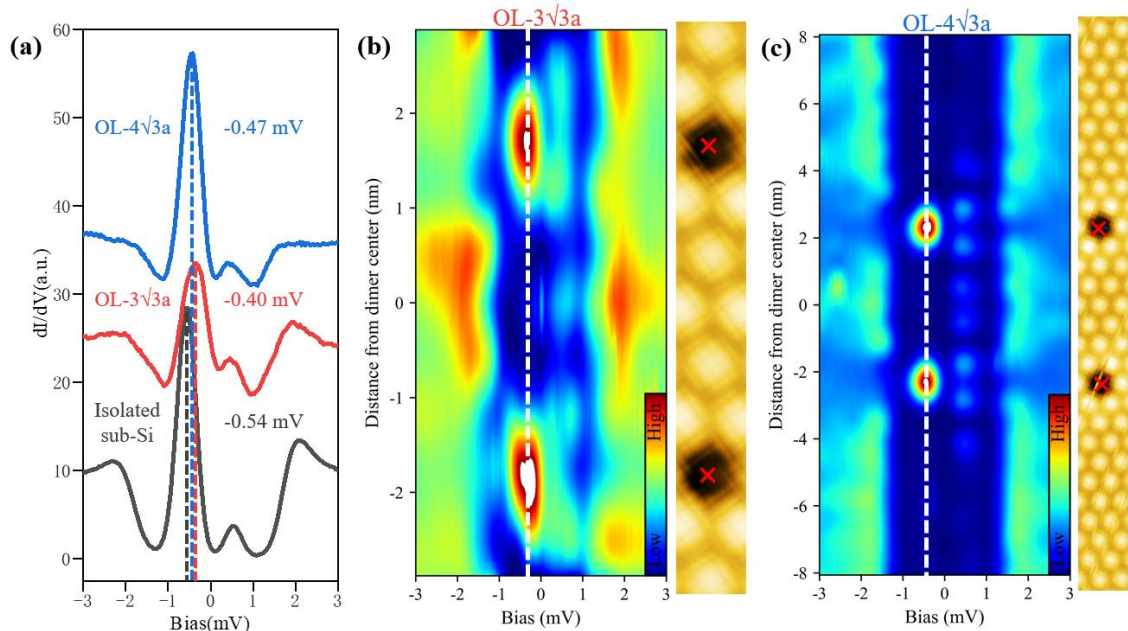 (a)
60
50
40
30
20
10
0
dI/dV(a.u.)
OL-4√3a
-0.47 mV
OL-3√3a
-0.40 mV
Isolated
sub-Si
-0.54 mV
-3 -2 -1 0 1 2 3
Bias(mV)
(b)
OL-3√3a
2
1
0
-1
-2
Distance from dimer center (nm)
High
Low
-3 -2 -1 0 1 2 3
Bias (mV)
(c)
OL-4√3a
8
6
4
2
0
-2
-4
-6
-8
Distance from dimer center (nm)
High
Low
-3 -2 -1 0 1 2 3
Bias (mV)